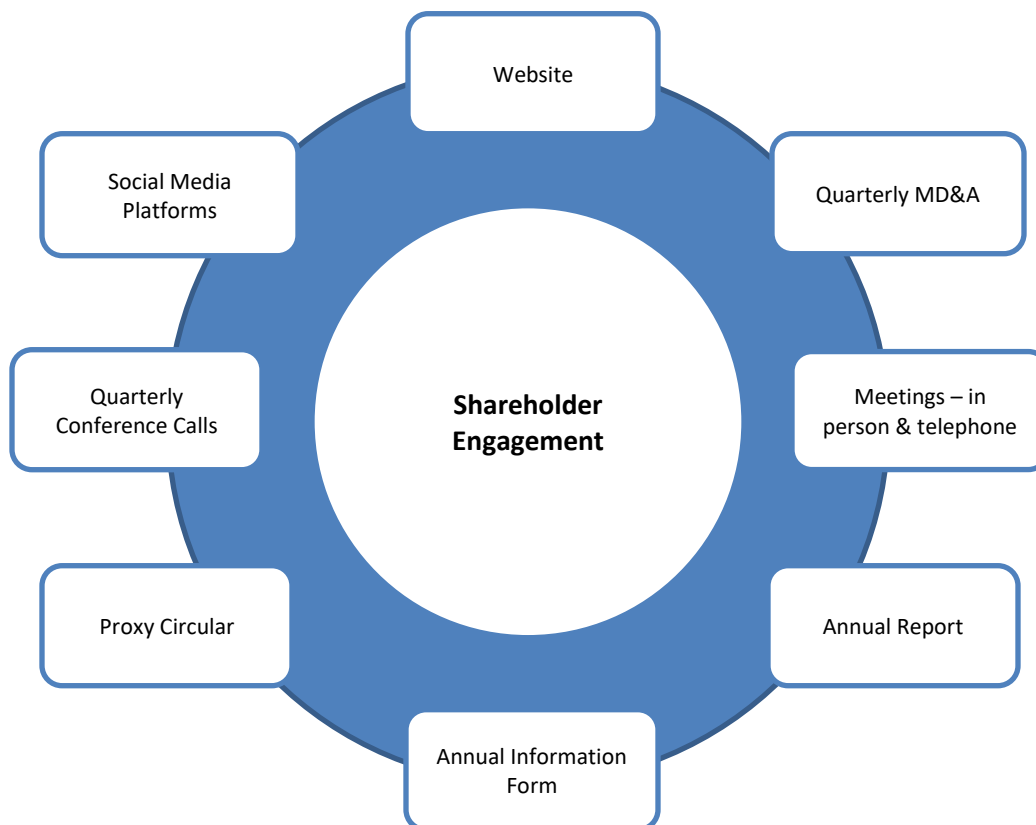 Website
Social Media
Platforms
Quarterly MD&A
Quarterly
Conference Calls
Shareholder
Engagement
Meetings – in
person & telephone
Proxy Circular
Annual Report
Annual Information
Form